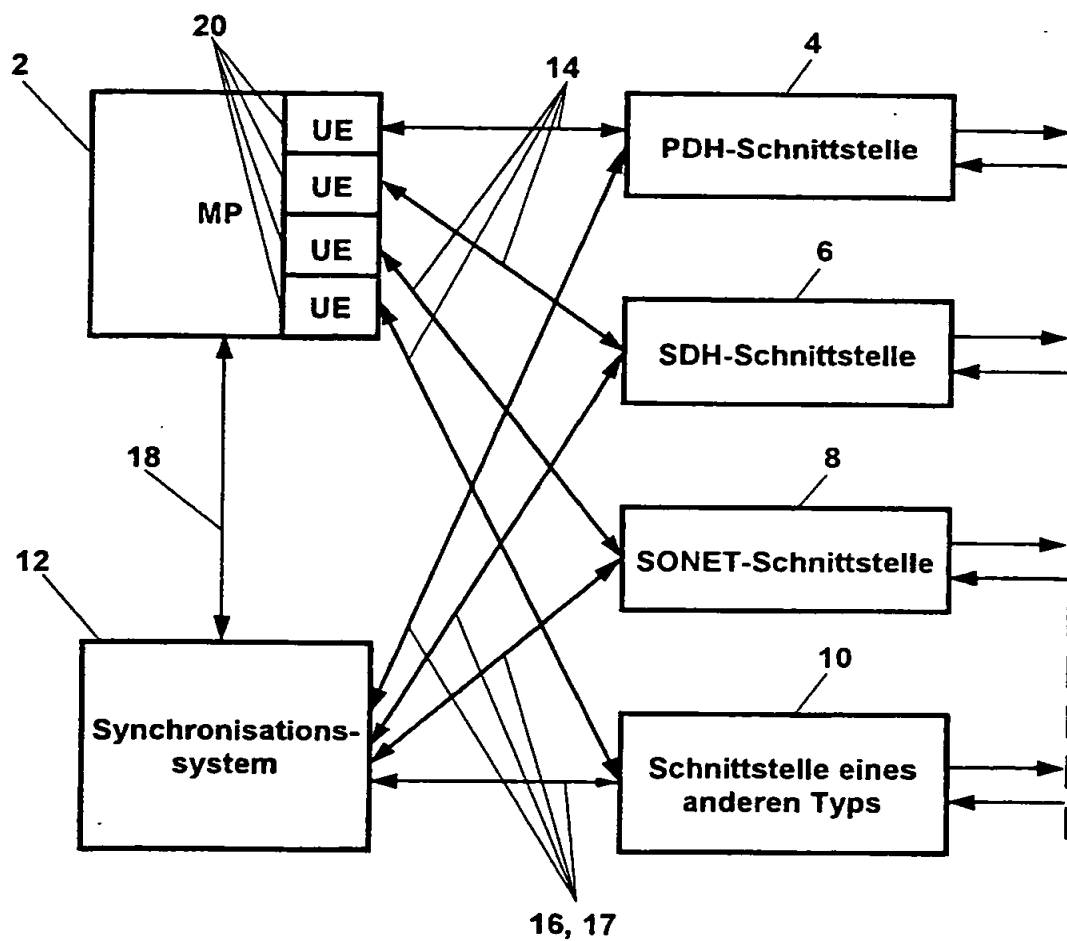 20
2
14
4
UE
PDH-Schnittstelle
UE
MP
UE
6
UE
SDH-Schnittstelle
18
8
12
SONET-Schnittstelle
10
Synchronisations-
system
Schnittstelle eines
anderen Typs
16, 17